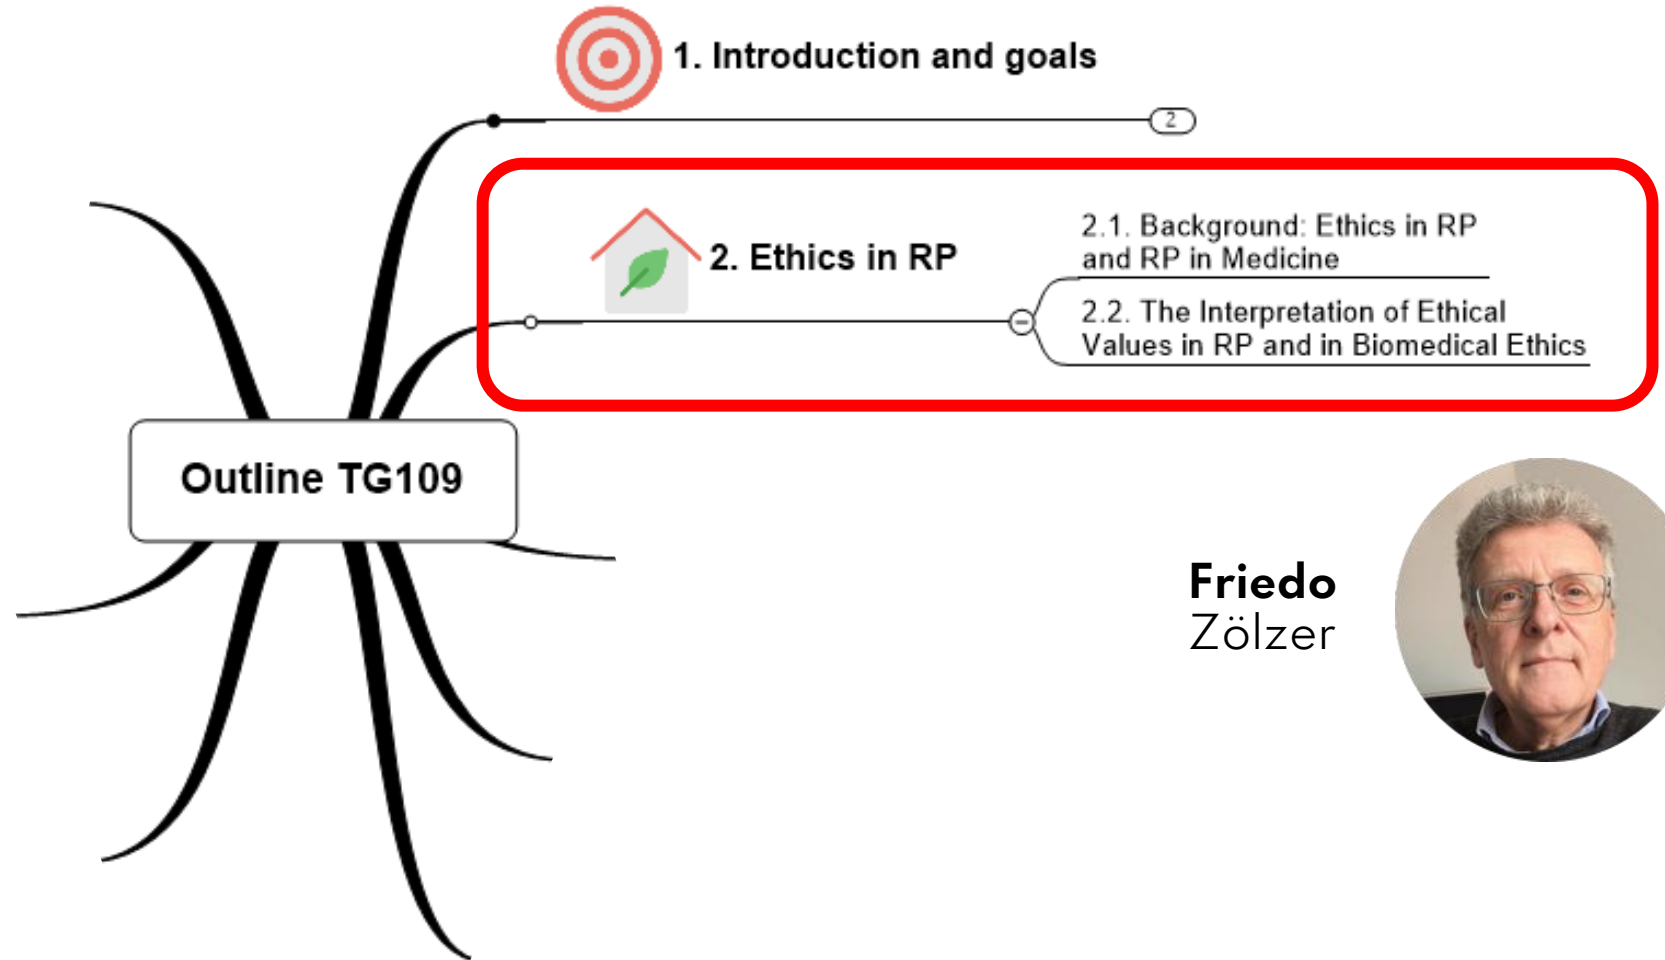 1. Introduction and goals
2
2. Ethics in RP
2.1. Background: Ethics in RP
and RP in Medicine
2.2. The Interpretation of Ethical
Values in RP and in Biomedical Ethics
Outline TG109
Friedo
Zölzer